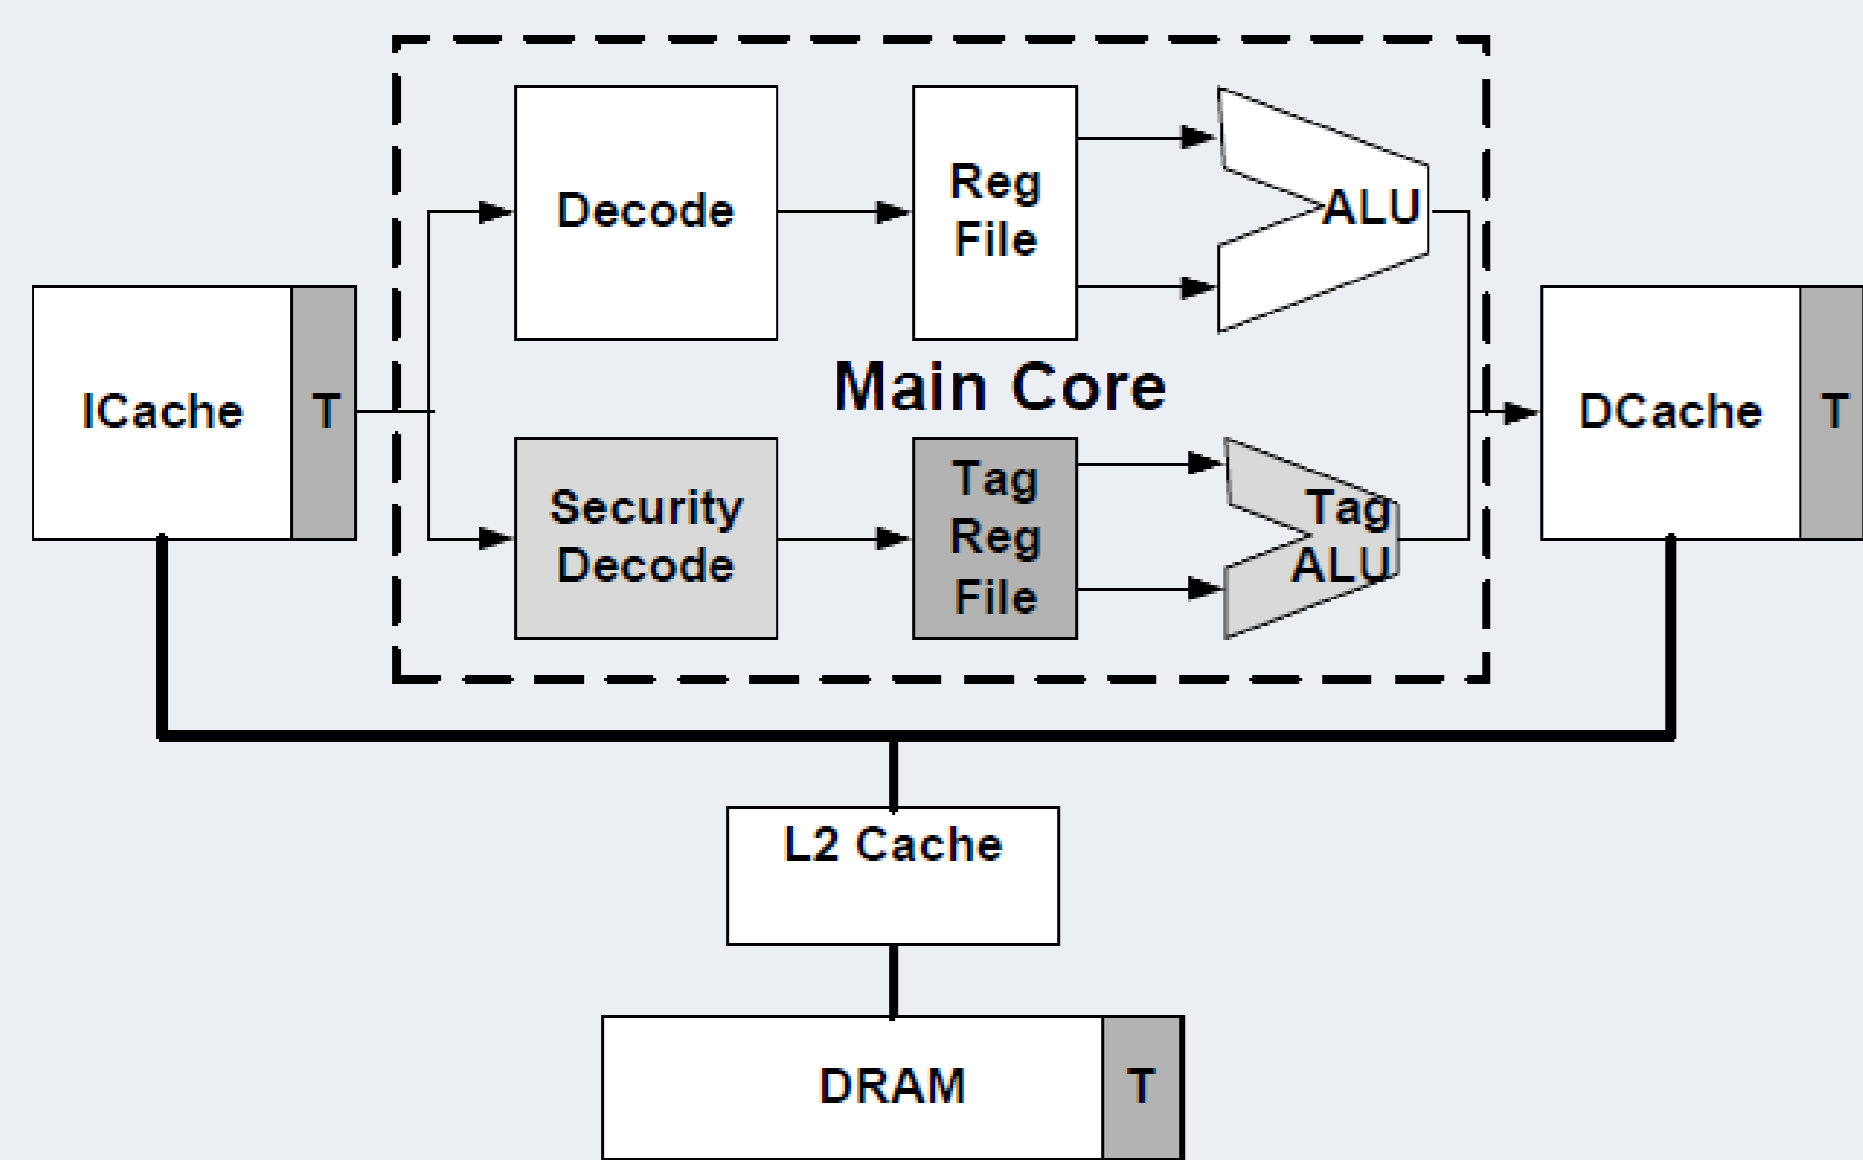 Decode
Reg
File
ALU
ICache
T
Main Core
DCache
T
Security
Decode
Tag
Reg
File
Tag
ALU
L2 Cache
DRAM
T